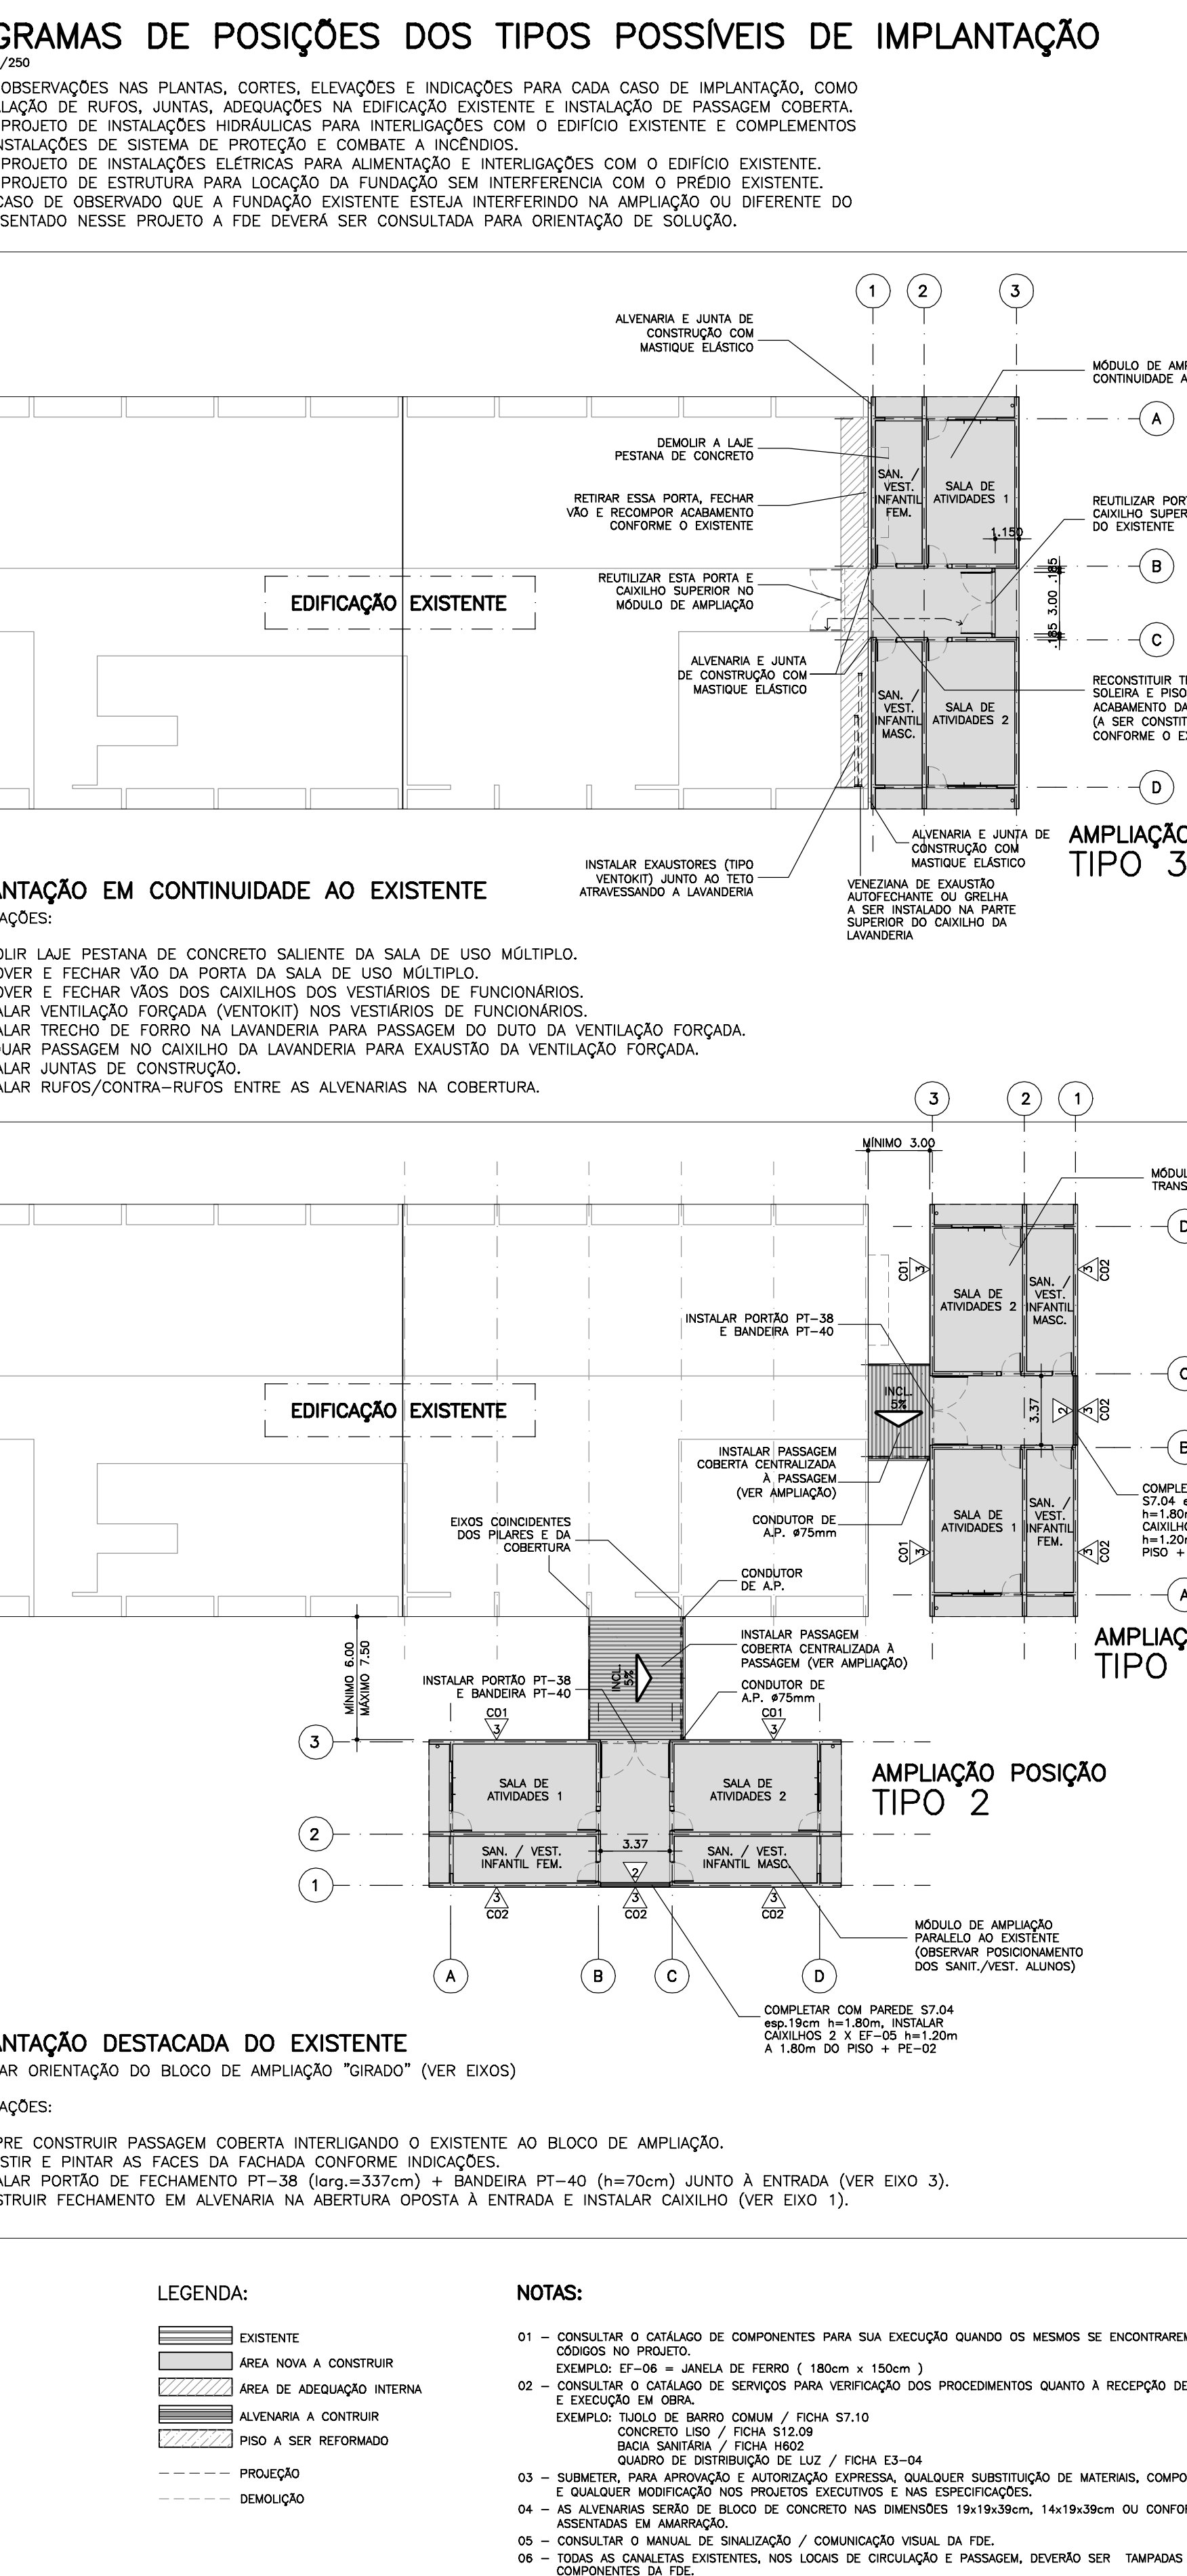 GRAMAS DE POSIÇÕES DOS TIPOS POSSÍVEIS DE IMPLANTAÇÃO
/250
OBSERVAÇÕES NAS PLANTAS, CORTES, ELEVAÇÕES E INDICAÇÕES PARA CADA CASO DE IMPLANTAÇÃO, COMO
LAÇÃO DE RUFOS, JUNTAS, ADEQUAÇÕES NA EDIFICAÇÃO EXISTENTE E INSTALAÇÃO DE PASSAGEM COBERTA.
PROJETO DE INSTALAÇÕES HIDRÁULICAS PARA INTERLIGAÇÕES COM O EDIFÍCIO EXISTENTE E COMPLEMENTOS
NSTALAÇÕES DE SISTEMA DE PROTEÇÃO E COMBATE A INCÊNDIOS.
PROJETO DE INSTALAÇÕES ELÉTRICAS PARA ALIMENTAÇÃO E INTERLIGAÇÕES COM O EDIFÍCIO EXISTENTE.
PROJETO DE ESTRUTURA PARA LOCAÇÃO DA FUNDAÇÃO SEM INTERFERENCIA COM O PRÉDIO EXISTENTE.
CASO DE OBSERVADO QUE A FUNDAÇÃO EXISTENTE ESTEJA INTERFERINDO NA AMPLIAÇÃO OU DIFERENTE DO
SENTADO NESSE PROJETO A FDE DEVERÁ SER CONSULTADA PARA ORIENTAÇÃO DE SOLUÇÃO.
1 2 3
ALVENARIA E JUNTA DE
CONSTRUÇÃO COM
MASTIQUE ELÁSTICO
MÓDULO DE AMP
CONTINUIDADE A
A
DEMOLIR A LAJE
PESTANA DE CONCRETO
SAN. /
VEST.
INFANTIL
FEM.
SALA DE
ATIVIDADES 1
RETIRAR ESSA PORTA, FECHAR
VÃO E RECOMPOR ACABAMENTO
CONFORME O EXISTENTE
REUTILIZAR POR
CAIXILHO SUPER
DO EXISTENTE
1.150
B
REUTILIZAR ESTA PORTA E
CAIXILHO SUPERIOR NO
MÓDULO DE AMPLIAÇÃO
EDIFICAÇÃO EXISTENTE
.185 3.00 .185
C
ALVENARIA E JUNTA
DE CONSTRUÇÃO COM
MASTIQUE ELÁSTICO
SAN. /
VEST.
INFANTIL
MASC.
SALA DE
ATIVIDADES 2
RECONSTITUIR T
SOLEIRA E PISO
ACABAMENTO DA
(A SER CONSTIT
CONFORME O EX
D
ALVENARIA E JUNTA DE
CONSTRUÇÃO COM
MASTIQUE ELÁSTICO
AMPLIAÇÃO
TIPO 3
INSTALAR EXAUSTORES (TIPO
VENTOKIT) JUNTO AO TETO
ATRAVESSANDO A LAVANDERIA
VENEZIANA DE EXAUSTÃO
AUTOFECHANTE OU GRELHA
A SER INSTALADO NA PARTE
SUPERIOR DO CAIXILHO DA
LAVANDERIA
ANTAÇÃO EM CONTINUIDADE AO EXISTENTE
AÇÕES:
OLIR LAJE PESTANA DE CONCRETO SALIENTE DA SALA DE USO MÚLTIPLO.
OVER E FECHAR VÃO DA PORTA DA SALA DE USO MÚLTIPLO.
OVER E FECHAR VÃOS DOS CAIXILHOS DOS VESTIÁRIOS DE FUNCIONÁRIOS.
ALAR VENTILAÇÃO FORÇADA (VENTOKIT) NOS VESTIÁRIOS DE FUNCIONÁRIOS.
ALAR TRECHO DE FORRO NA LAVANDERIA PARA PASSAGEM DO DUTO DA VENTILAÇÃO FORÇADA.
QUAR PASSAGEM NO CAIXILHO DA LAVANDERIA PARA EXAUSTÃO DA VENTILAÇÃO FORÇADA.
ALAR JUNTAS DE CONSTRUÇÃO.
ALAR RUFOS/CONTRA-RUFOS ENTRE AS ALVENARIAS NA COBERTURA.
3 2 1
MÍNIMO 3.00
MÓDUL
TRANS
D
C01 3
3 C02
SALA DE
ATIVIDADES 2
SAN. /
VEST.
INFANTIL
MASC.
INSTALAR PORTÃO PT-38
E BANDEIRA PT-40
C
INCL.
5%
3.37
2
3 C02
EDIFICAÇÃO EXISTENTE
INSTALAR PASSAGEM
COBERTA CENTRALIZADA
À PASSAGEM
(VER AMPLIAÇÃO)
B
CONDUTOR DE
A.P. ø75mm
SALA DE
ATIVIDADES 1
SAN. /
VEST.
INFANTIL
FEM.
COMPLE
S7.04 e
h=1.80m
CAIXILHO
h=1.20m
PISO +
C01 3
3 C02
EIXOS COINCIDENTES
DOS PILARES E DA
COBERTURA
CONDUTOR
DE A.P.
A
MÍNIMO 6.00
MÁXIMO 7.50
INSTALAR PASSAGEM
COBERTA CENTRALIZADA À
PASSAGEM (VER AMPLIAÇÃO)
AMPLIAÇ
TIPO
INCL.
5%
INSTALAR PORTÃO PT-38
E BANDEIRA PT-40
CONDUTOR DE
A.P. ø75mm
C01
3
C01
3
3
SALA DE
ATIVIDADES 1
SALA DE
ATIVIDADES 2
AMPLIAÇÃO POSIÇÃO
TIPO 2
2
SAN. / VEST.
INFANTIL FEM.
3.37
SAN. / VEST.
INFANTIL MASC.
2
1
3
C02
3
C02
3
C02
MÓDULO DE AMPLIAÇÃO
PARALELO AO EXISTENTE
(OBSERVAR POSICIONAMENTO
DOS SANIT./VEST. ALUNOS)
A B C D
COMPLETAR COM PAREDE S7.04
esp.19cm h=1.80m, INSTALAR
CAIXILHOS 2 X EF-05 h=1.20m
A 1.80m DO PISO + PE-02
ANTAÇÃO DESTACADA DO EXISTENTE
AR ORIENTAÇÃO DO BLOCO DE AMPLIAÇÃO "GIRADO" (VER EIXOS)
AÇÕES:
PRE CONSTRUIR PASSAGEM COBERTA INTERLIGANDO O EXISTENTE AO BLOCO DE AMPLIAÇÃO.
ESTIR E PINTAR AS FACES DA FACHADA CONFORME INDICAÇÕES.
ALAR PORTÃO DE FECHAMENTO PT-38 (larg.=337cm) + BANDEIRA PT-40 (h=70cm) JUNTO À ENTRADA (VER EIXO 3).
STRUIR FECHAMENTO EM ALVENARIA NA ABERTURA OPOSTA À ENTRADA E INSTALAR CAIXILHO (VER EIXO 1).
LEGENDA:
EXISTENTE
ÁREA NOVA A CONSTRUIR
ÁREA DE ADEQUAÇÃO INTERNA
ALVENARIA A CONTRUIR
PISO A SER REFORMADO
PROJEÇÃO
DEMOLIÇÃO
NOTAS:
01 – CONSULTAR O CATÁLAGO DE COMPONENTES PARA SUA EXECUÇÃO QUANDO OS MESMOS SE ENCONTRAREM
CÓDIGOS NO PROJETO.
EXEMPLO: EF-06 = JANELA DE FERRO ( 180cm x 150cm )
02 – CONSULTAR O CATÁLAGO DE SERVIÇOS PARA VERIFICAÇÃO DOS PROCEDIMENTOS QUANTO À RECEPÇÃO DE
E EXECUÇÃO EM OBRA.
EXEMPLO: TIJOLO DE BARRO COMUM / FICHA S7.10
CONCRETO LISO / FICHA S12.09
BACIA SANITÁRIA / FICHA H602
QUADRO DE DISTRIBUIÇÃO DE LUZ / FICHA E3-04
03 – SUBMETER, PARA APROVAÇÃO E AUTORIZAÇÃO EXPRESSA, QUALQUER SUBSTITUIÇÃO DE MATERIAIS, COMPO
E QUALQUER MODIFICAÇÃO NOS PROJETOS EXECUTIVOS E NAS ESPECIFICAÇÕES.
04 – AS ALVENARIAS SERÃO DE BLOCO DE CONCRETO NAS DIMENSÕES 19x19x39cm, 14x19x39cm OU CONFOR
ASSENTADAS EM AMARRAÇÃO.
05 – CONSULTAR O MANUAL DE SINALIZAÇÃO / COMUNICAÇÃO VISUAL DA FDE.
06 – TODAS AS CANALETAS EXISTENTES, NOS LOCAIS DE CIRCULAÇÃO E PASSAGEM, DEVERÃO SER TAMPADAS
COMPONENTES DA FDE.